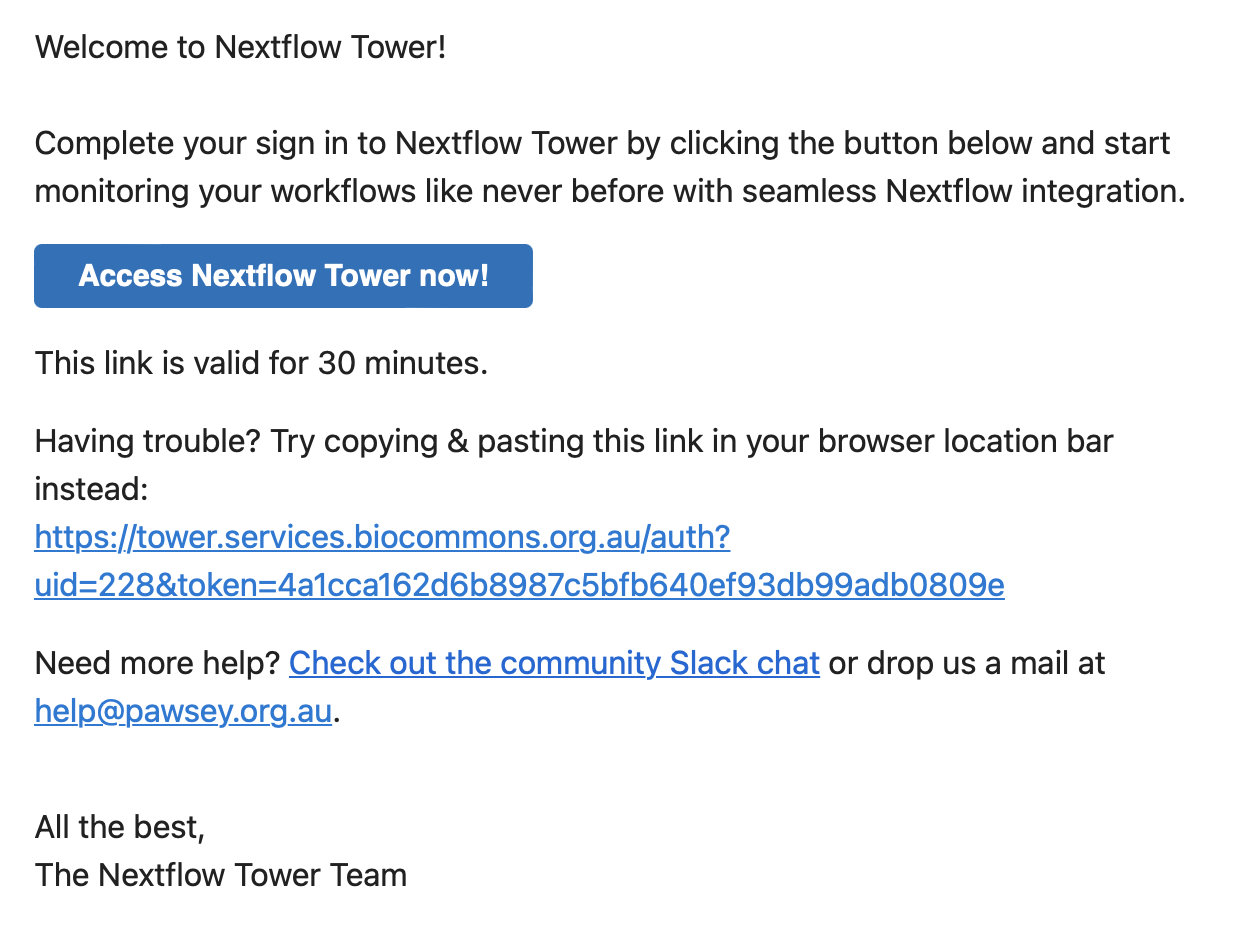 Welcome to Nextflow Tower!
Complete your sign in to Nextflow Tower by clicking the button below and start
monitoring your workflows like never before with seamless Nextflow integration.
Access Nextflow Tower now!
This link is valid for 30 minutes.
Having trouble? Try copying & pasting this link in your browser location bar
instead:
https://tower.services.biocommons.org.au/auth?
uid=228&token=4a1cca162d6b8987c5bfb640ef93db99adb0809e
Need more help? Check out the community Slack chat or drop us a mail at
help@pawsey.org.au.
All the best,
The Nextflow Tower Team